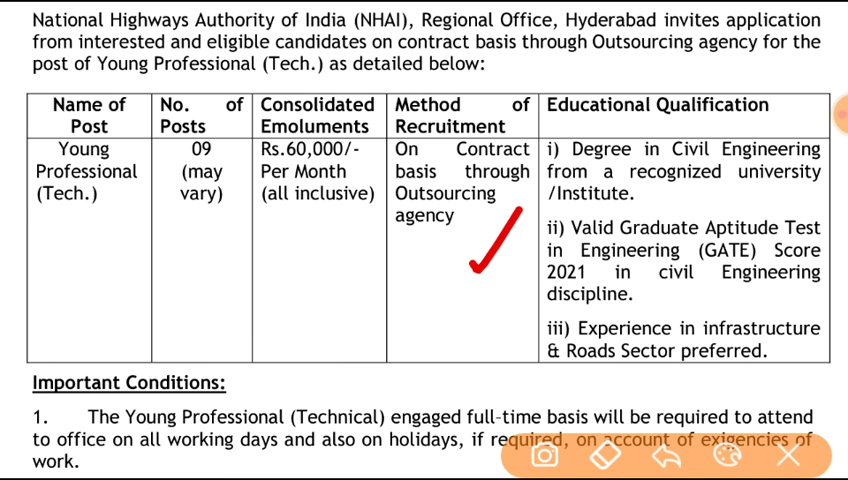 National Highways Authority of India (NHAI), Regional Office, Hyderabad invites application
from interested and eligible candidates on contract basis through Outsourcing agency for the
post of Young Professional (Tech.) as detailed below:
Name of Post
No. of Posts
Consolidated Emoluments
Method of Recruitment
Educational Qualification
Young
Professional
(Tech.)
09
(may
vary)
Rs.60,000/-
Per Month
(all inclusive)
On Contract
basis through
Outsourcing
agency
i) Degree in Civil Engineering
from a recognized university
/Institute.
ii) Valid Graduate Aptitude Test
in Engineering (GATE) Score
2021 in civil Engineering
discipline.
iii) Experience in infrastructure
& Roads Sector preferred.
Important Conditions:
1. The Young Professional (Technical) engaged full-time basis will be required to attend
to office on all working days and also on holidays, if required, on account of exigencies of
work.